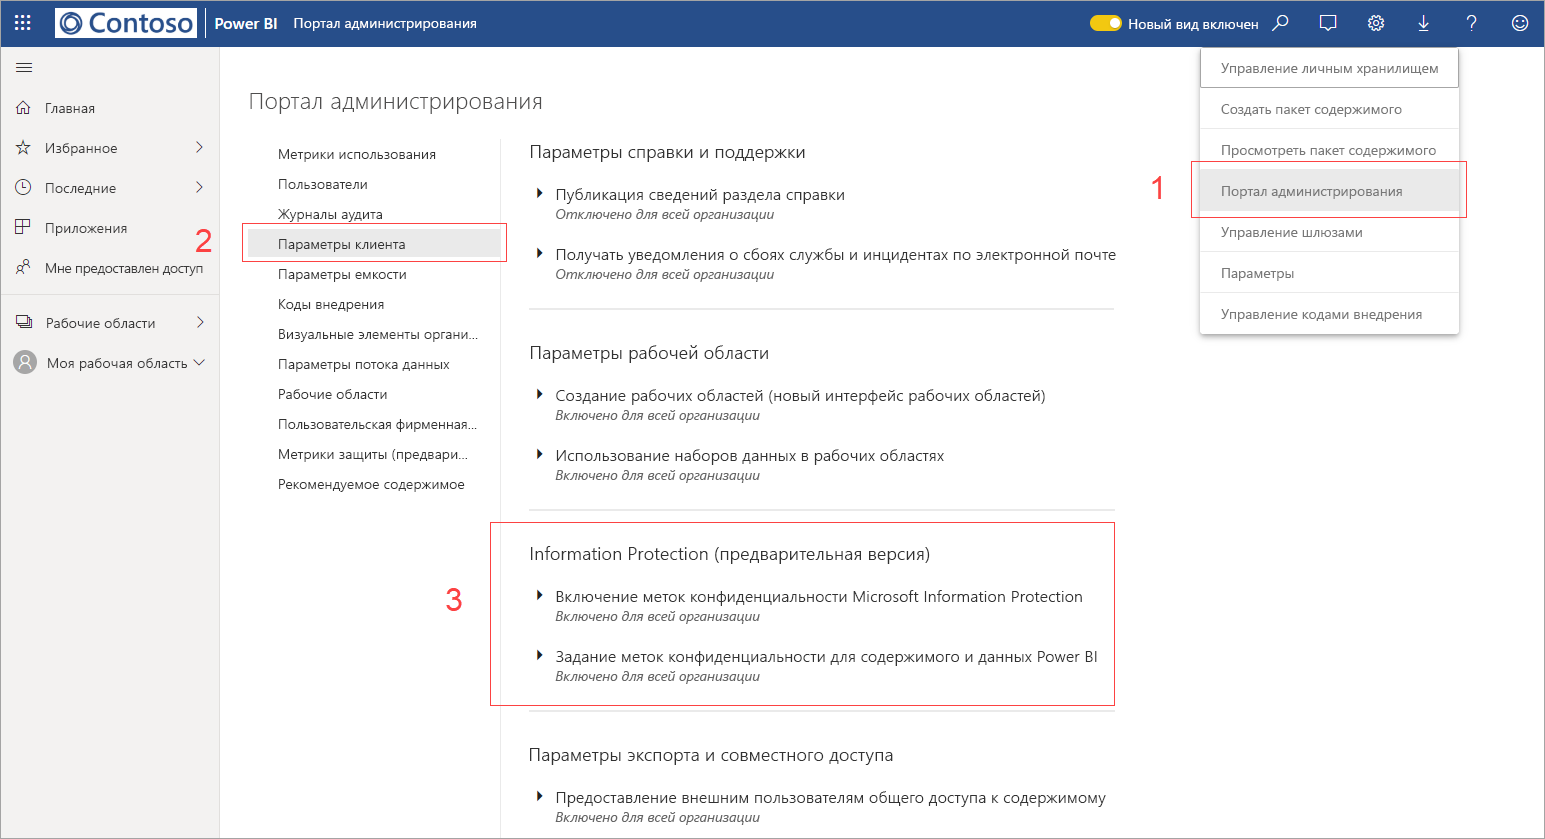 Contoso
Power BI
Портал администрирования
Новый вид включен
?
Главная
Избранное
Последние
Приложения
Мне предоставлен доступ
Рабочие области
Моя рабочая область
Портал администрирования
Метрики использования
Пользователи
Журналы аудита
2
Параметры клиента
Параметры емкости
Коды внедрения
Визуальные элементы органи...
Параметры потока данных
Рабочие области
Пользовательская фирменная...
Метрики защиты (предвари...
Рекомендуемое содержимое
Параметры справки и поддержки
Публикация сведений раздела справки
Отключено для всей организации
Получать уведомления о сбоях службы и инцидентах по электронной почте
Отключено для всей организации
Параметры рабочей области
Создание рабочих областей (новый интерфейс рабочих областей)
Включено для всей организации
Использование наборов данных в рабочих областях
Включено для всей организации
3
Information Protection (предварительная версия)
Включение меток конфиденциальности Microsoft Information Protection
Включено для всей организации
Задание меток конфиденциальности для содержимого и данных Power BI
Включено для всей организации
Параметры экспорта и совместного доступа
Предоставление внешним пользователям общего доступа к содержимому
Включено для всей организации
Управление личным хранилищем
Создать пакет содержимого
Просмотреть пакет содержимого
1
Портал администрирования
Управление шлюзами
Параметры
Управление кодами внедрения